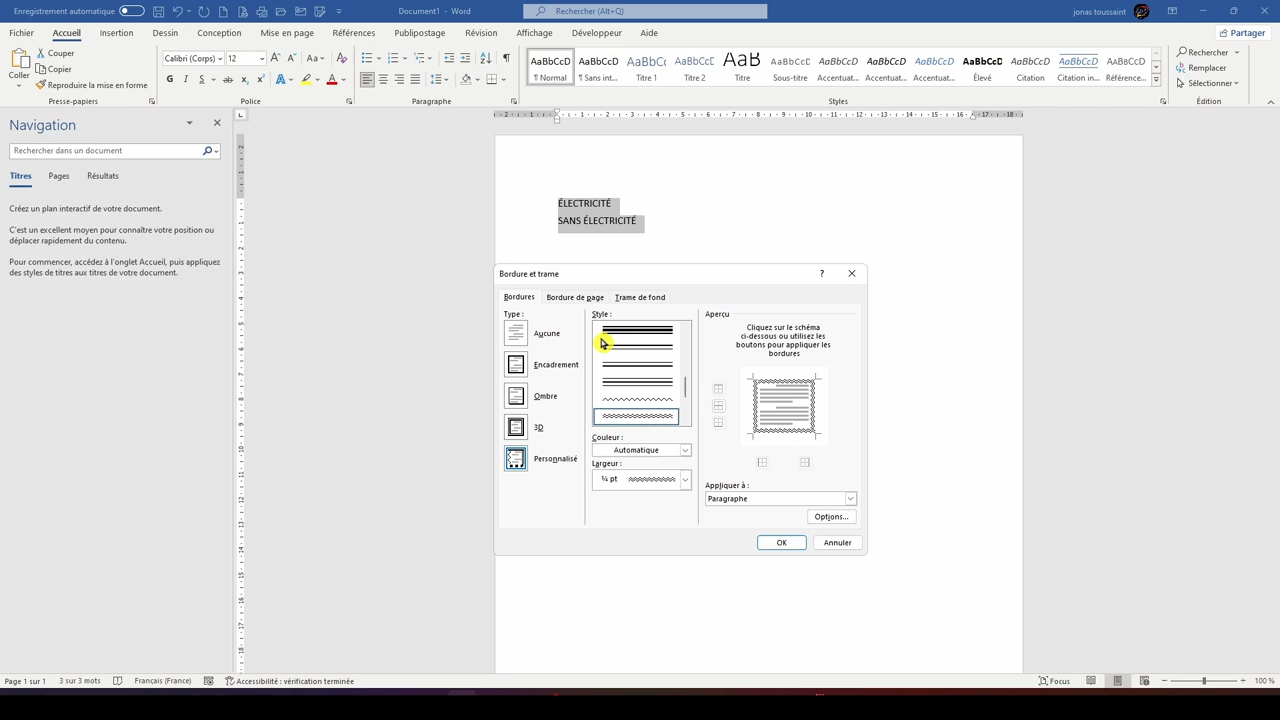 Enregistrement automatique
Document1 - Word
Rechercher (Alt+Q)
jonas toussaint
Fichier Accueil Insertion Dessin Conception Mise en page Références Publipostage Révision Affichage Développeur Aide
Partager
Coller
Couper
Copier
Reproduire la mise en forme
Presse-papiers
Calibri (Corps) 12
G I S ab x₂ x²
Police
Paragraphe
AaBbCcD AaBbCcD AaBbCc AaBbCcD AaB AaBbCcD AaBbCcD AaBbCcD AaBbCcD AaBbCcD AaBbCcD AaBbCcD AaBbCcD
¶ Normal ¶ Sans int... Titre 1 Titre 2 Titre Sous-titre Accentuat... Accentuat... Accentuat... Élevé Citation Citation in... Référence...
Styles
Rechercher
Remplacer
Sélectionner
Édition
Navigation
Rechercher dans un document
Titres Pages Résultats
Créez un plan interactif de votre document.
C'est un excellent moyen pour connaître votre position ou
déplacer rapidement du contenu.
Pour commencer, accédez à l'onglet Accueil, puis appliquez
des styles de titres aux titres de votre document.
ÉLECTRICITÉ
SANS ÉLECTRICITÉ
Bordure et trame
Bordures Bordure de page Trame de fond
Type :
Aucune
Encadrement
Ombre
3D
Personnalisé
Style :
Couleur :
Automatique
Largeur :
¾ pt
Aperçu
Cliquez sur le schéma
ci-dessous ou utilisez les
boutons pour appliquer les
bordures
Appliquer à :
Paragraphe
Options...
OK Annuler
Page 1 sur 1 3 sur 3 mots Français (France) Accessibilité : vérification terminée
Focus
100 %